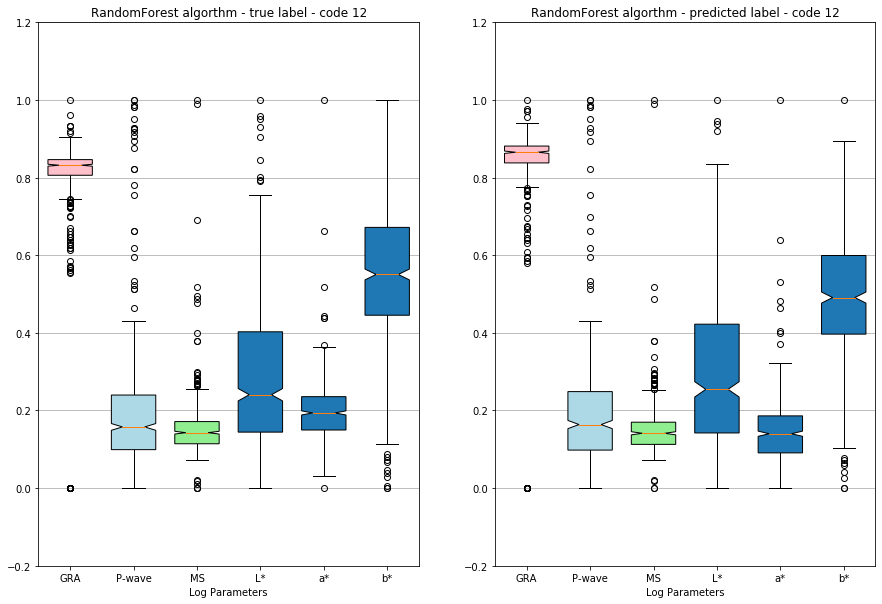 RandomForest algorthm - true label - code 12
1.2
1.0
0.8
0.6
0.4
0.2
0.0
−0.2
GRA P-wave MS L* a* b*
Log Parameters
RandomForest algorthm - predicted label - code 12
1.2
1.0
0.8
0.6
0.4
0.2
0.0
−0.2
GRA P-wave MS L* a* b*
Log Parameters